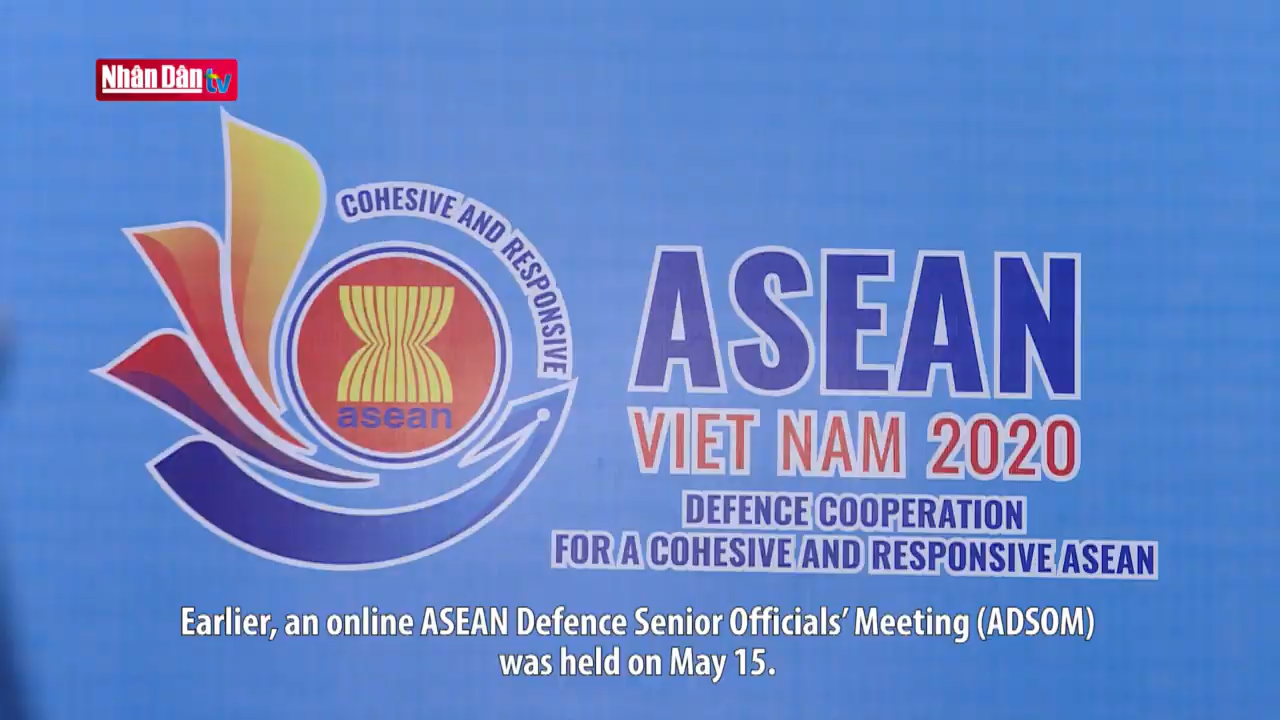 Nhân Dân tv
COHESIVE AND RESPONSIVE
asean
ASEAN
VIET NAM 2020
DEFENCE COOPERATION
FOR A COHESIVE AND RESPONSIVE ASEAN
Earlier, an online ASEAN Defence Senior Officials’ Meeting (ADSOM)
was held on May 15.